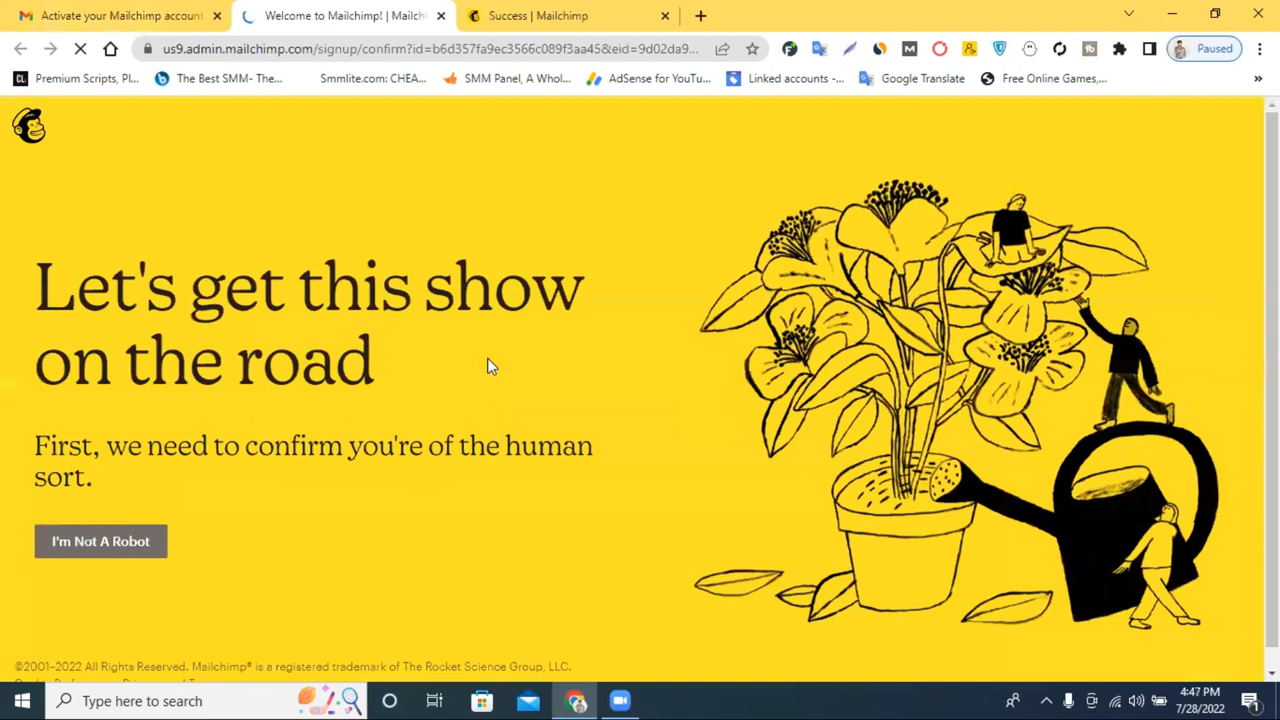 Activate your Mailchimp account
Welcome to Mailchimp! | Mailch
Success | Mailchimp
us9.admin.mailchimp.com/signup/confirm?id=b6d357fa9ec3566c089f3aa45&eid=9d02da9...
Paused
Premium Scripts, Pl...
The Best SMM- The...
Smmlite.com: CHEA...
SMM Panel, A Whol...
AdSense for YouTu...
Linked accounts -...
Google Translate
Free Online Games,...
Let's get this show
on the road
First, we need to confirm you're of the human
sort.
I'm Not A Robot
©2001–2022 All Rights Reserved. Mailchimp® is a registered trademark of The Rocket Science Group, LLC.
Type here to search
4:47 PM
7/28/2022